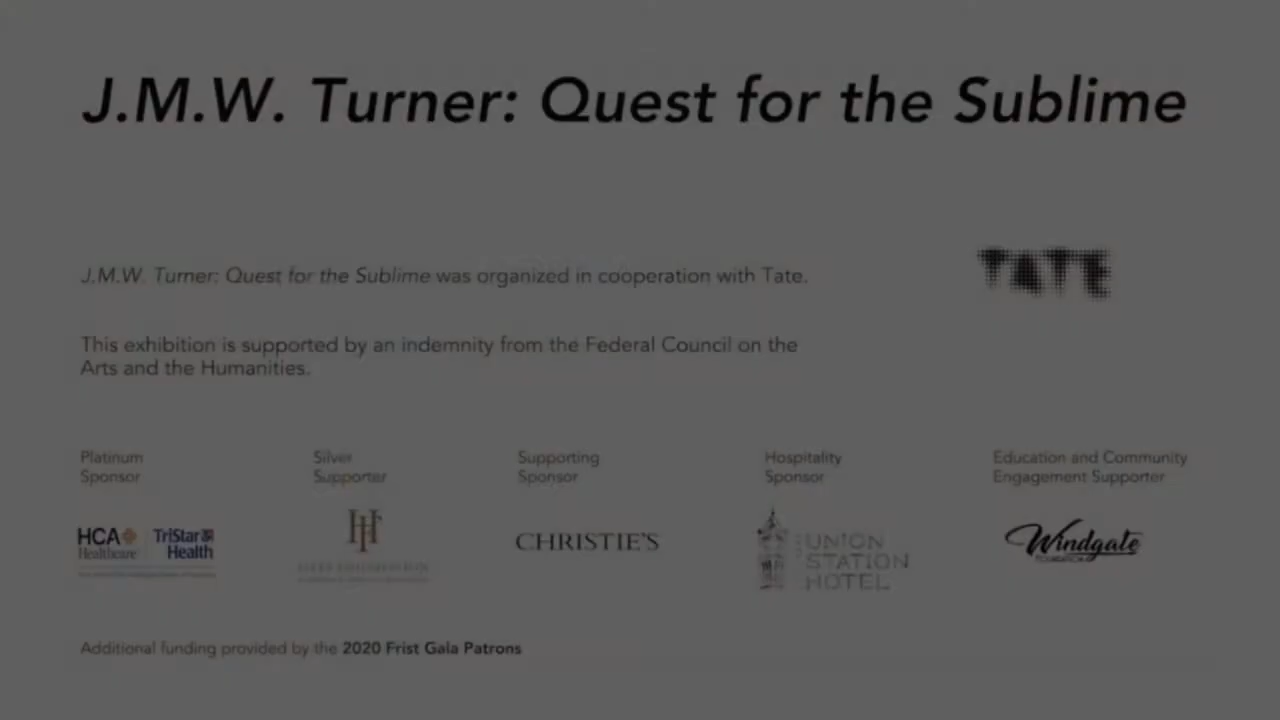 J.M.W. Turner: Quest for the Sublime
TATE
J.M.W. Turner: Quest for the Sublime was organized in cooperation with Tate.
This exhibition is supported by an indemnity from the Federal Council on the
Arts and the Humanities.
Platinum
Sponsor
HCA Healthcare
TriStar Health
Silver
Supporter
Supporting
Sponsor
CHRISTIE'S
Hospitality
Sponsor
UNION
STATION
HOTEL
Education and Community
Engagement Supporter
Windgate
FOUNDATION
Additional funding provided by the 2020 Frist Gala Patrons